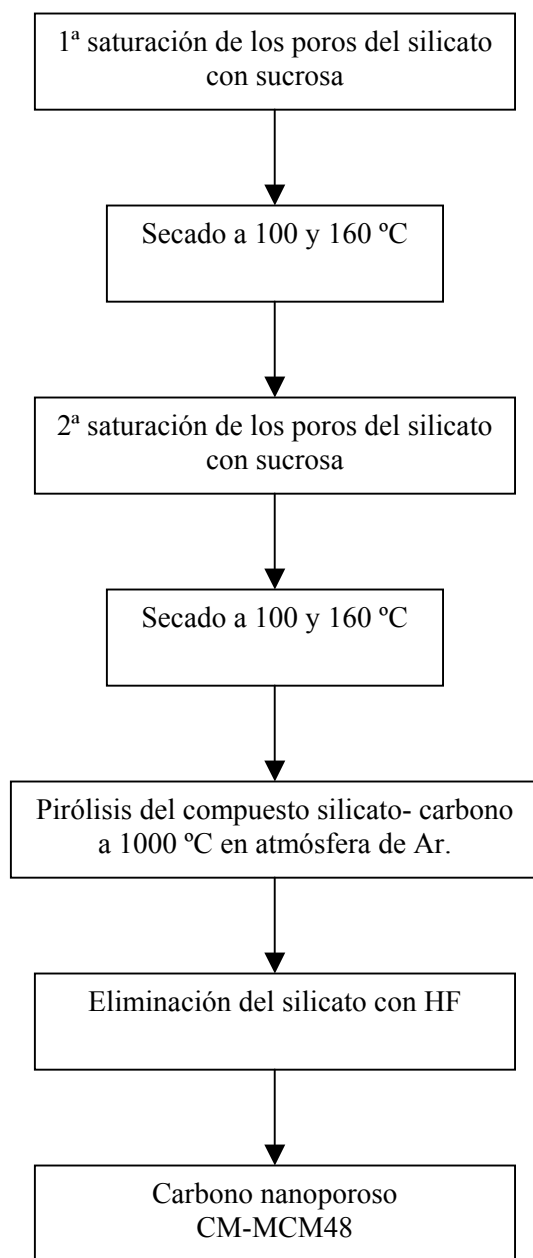 1ª saturación de los poros del silicato
con sucrosa
Secado a 100 y 160 ºC
2ª saturación de los poros del silicato
con sucrosa
Secado a 100 y 160 ºC
Pirólisis del compuesto silicato- carbono
a 1000 ºC en atmósfera de Ar.
Eliminación del silicato con HF
Carbono nanoporoso
CM-MCM48